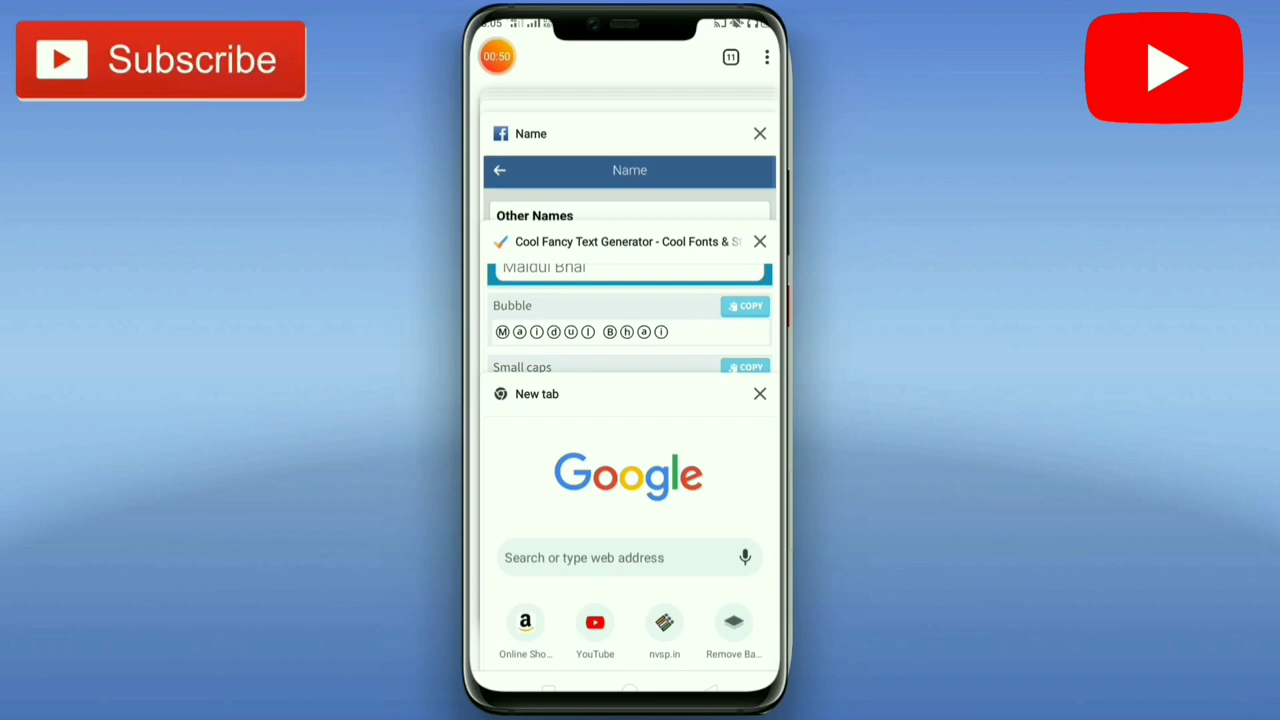 Subscribe
:05
00:50
11
Name
Name
Other Names
Cool Fancy Text Generator - Cool Fonts & S
Maidul Bhai
Bubble
COPY
Ⓜⓐⓘⓓⓤⓛ Ⓑⓗⓐⓘ
Small caps
COPY
New tab
Google
Search or type web address
a
Online Sho...
YouTube
nvsp.in
Remove Ba...